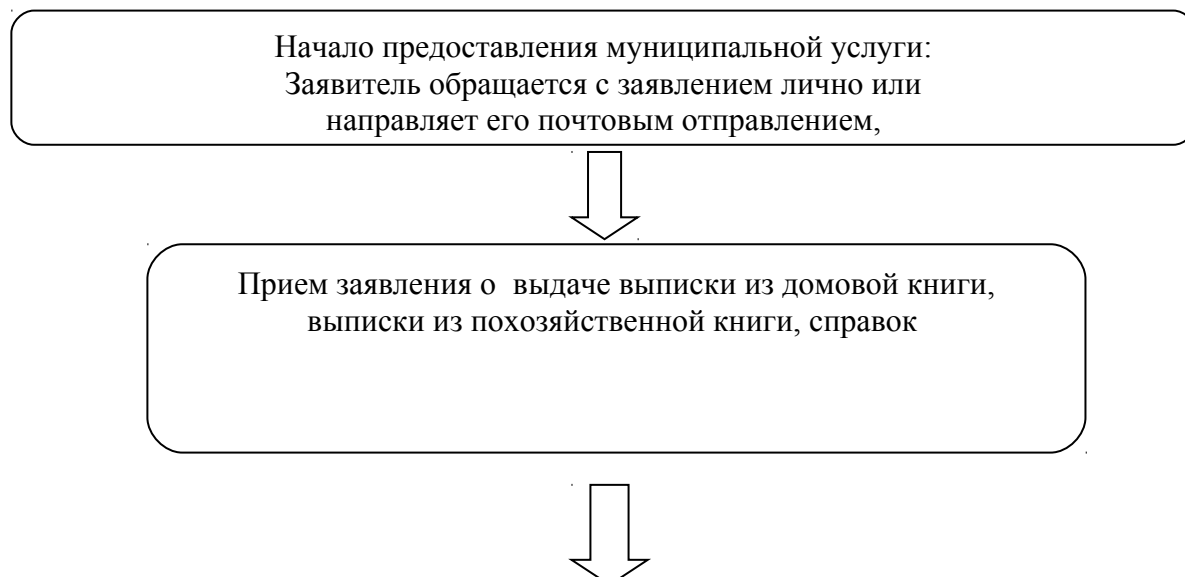 Начало предоставления муниципальной услуги:
Заявитель обращается с заявлением лично или
направляет его почтовым отправлением,
Прием заявления о  выдаче выписки из домовой книги,
выписки из похозяйственной книги, справок